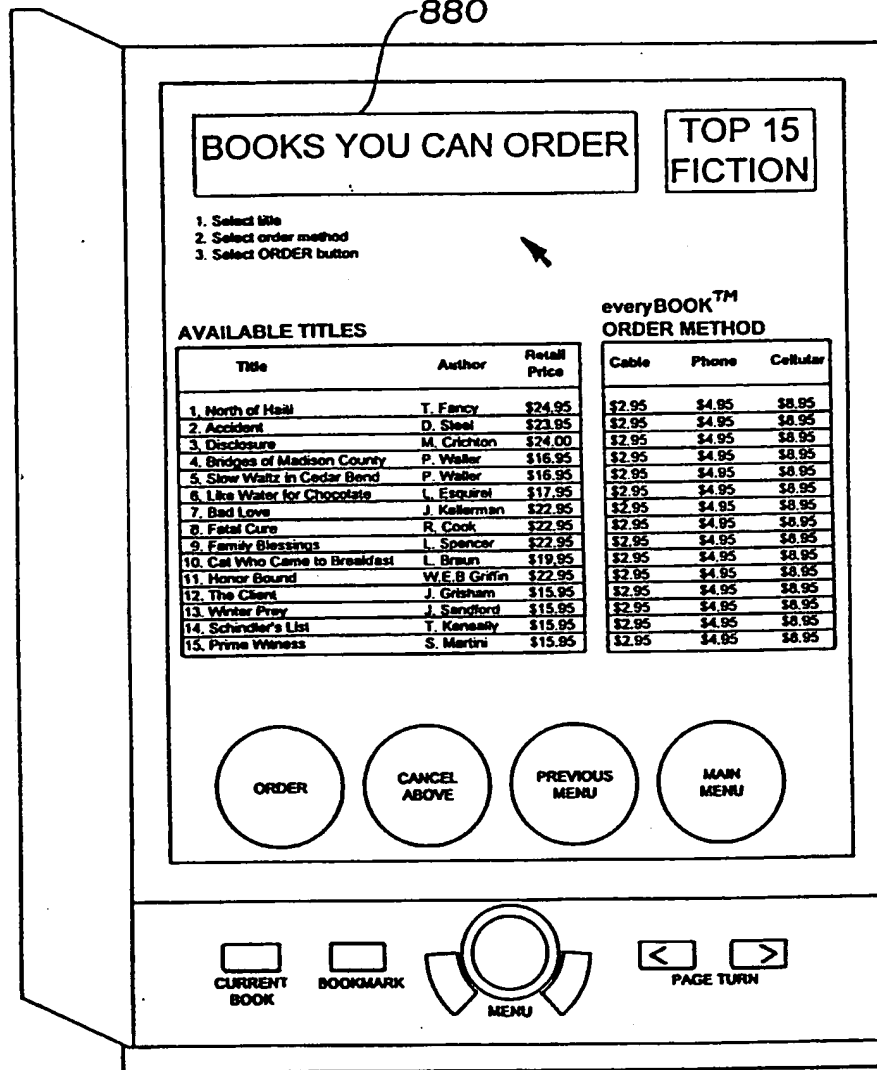 880
BOOKS YOU CAN ORDER
TOP 15
FICTION
1. Select title
2. Select order method
3. Select ORDER button
everyBOOK™
ORDER METHOD
AVAILABLE TITLES
Title Author Retail Price Cable Phone Cellular
1, North of Haiti T. Fancy $24.95 $2.95 $4.95 $8.95
2. Accident D. Steel $23.95 $2.95 $4.95 $8.95
3, Disclosure M. Crichton $24.00 $2.95 $4.95 $8.95
4. Bridges of Madison County P. Waller $16.95 $2.95 $4.95 $8.95
5, Slow Waltz in Cedar Bend P. Waller $16.95 $2.95 $4.95 $8.95
6. Like Water for Chocolate L. Esquirel $17.95 $2.95 $4.95 $8.95
7. Bad Love J. Kellerman $22.95 $2.95 $4.95 $8.95
8. Fatal Cure R. Cook $22.95 $2.95 $4.95 $8.95
9. Family Blessings L. Spencer $22.95 $2.95 $4.95 $8.95
10. Cat Who Came to Breakfast L. Braun $19,95 $2.95 $4.95 $8.95
11. Honor Bound W.E.B Griffin $22.95 $2.95 $4.95 $8.95
12. The Client J. Grisham $15.95 $2.95 $4.95 $8.95
13. Winter Prey J. Sandford $15.95 $2.95 $4.95 $8.95
14. Schindler's List T. Keneally $15.95 $2.95 $4.95 $8.95
15. Prime Witness S. Martini $15.95 $2.95 $4.95 $8.95
ORDER
CANCEL
ABOVE
PREVIOUS
MENU
MAIN
MENU
CURRENT
BOOK
BOOKMARK
MENU
< >
PAGE TURN